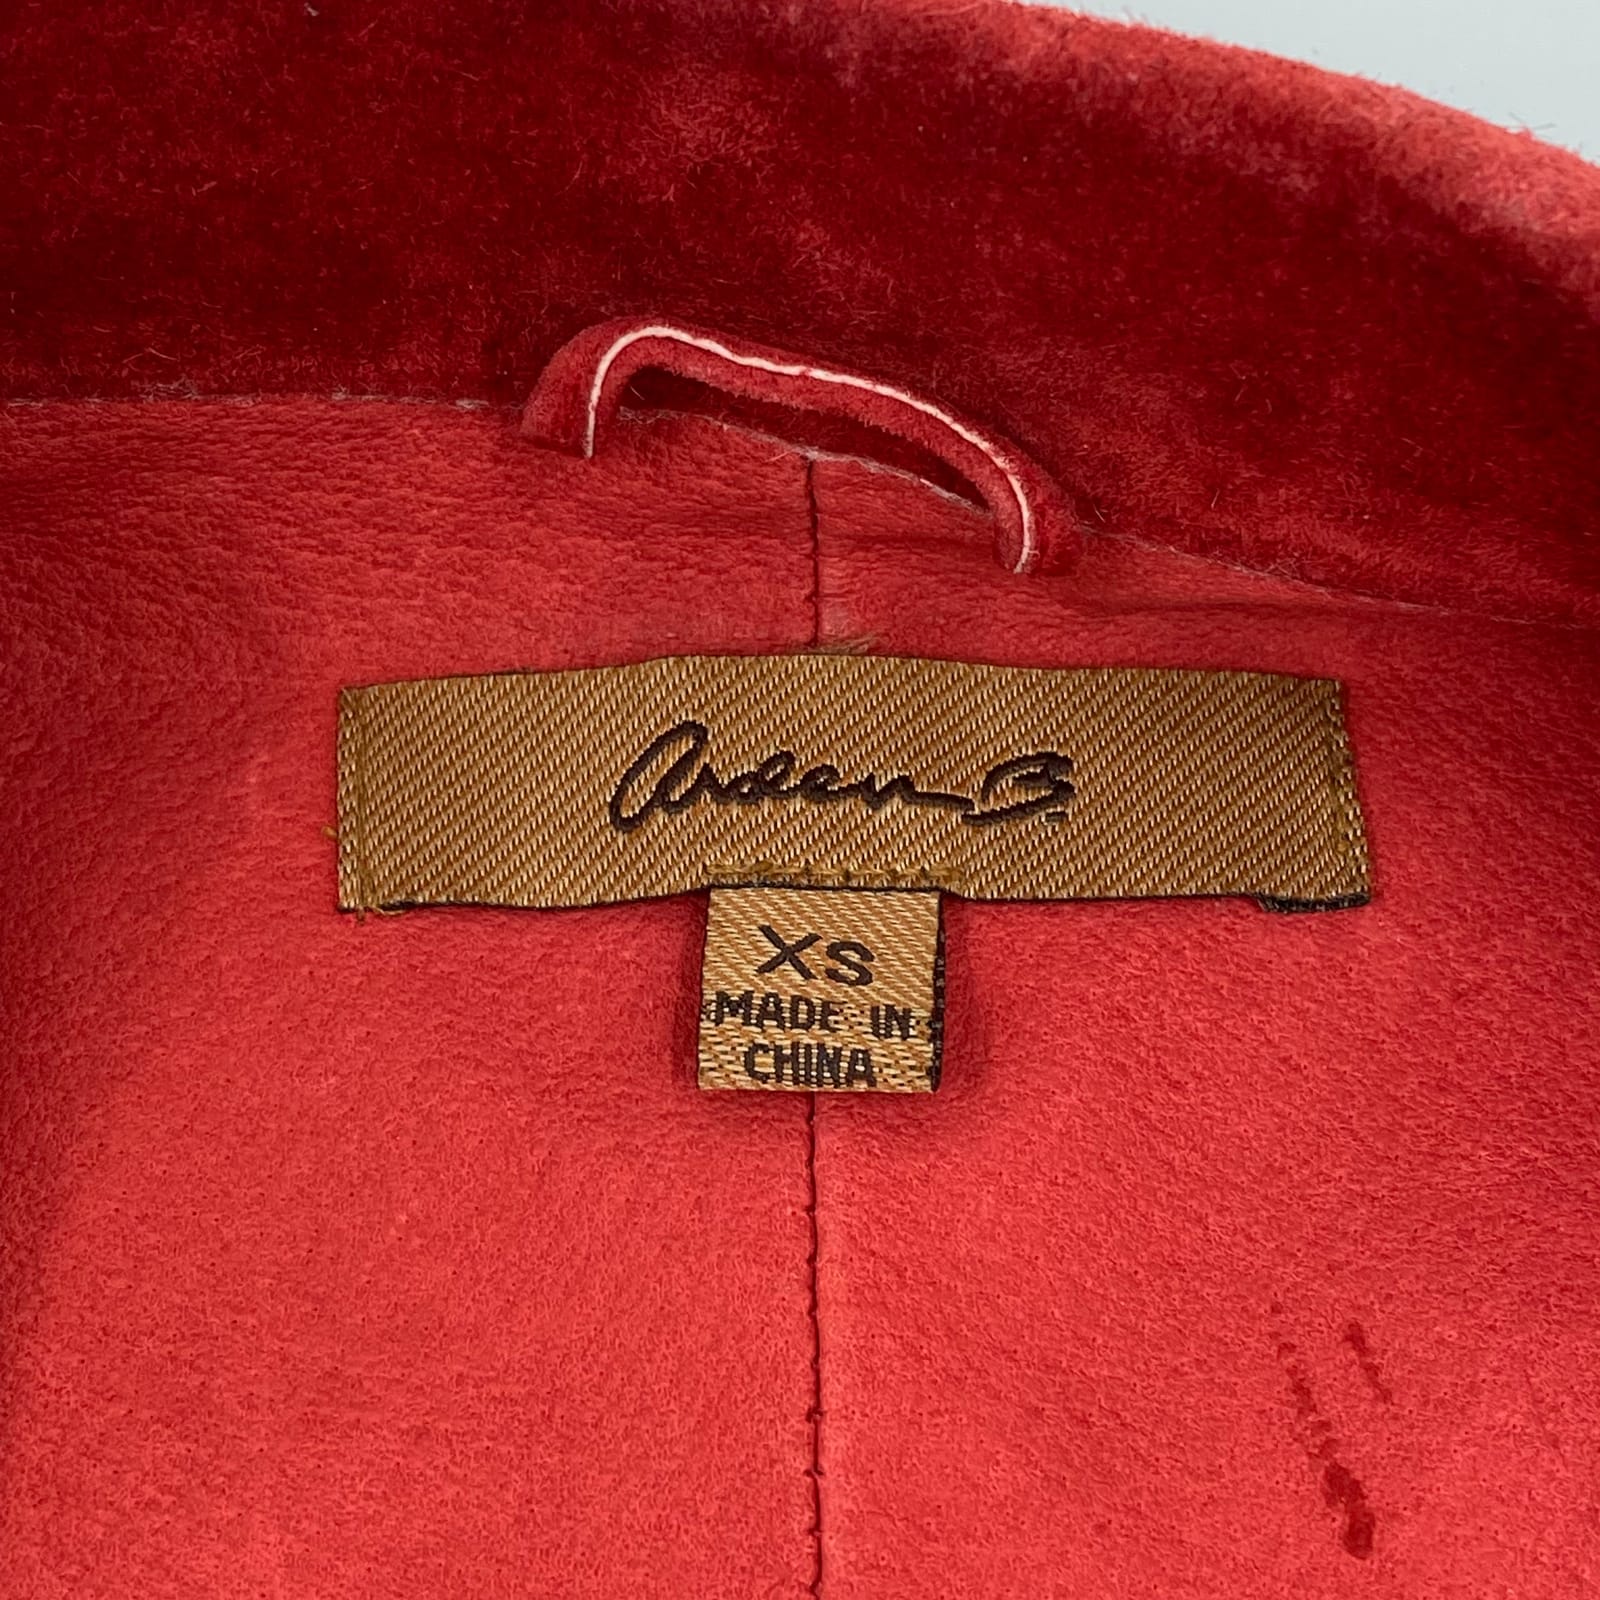 Arden B.
XS
MADE IN
CHINA